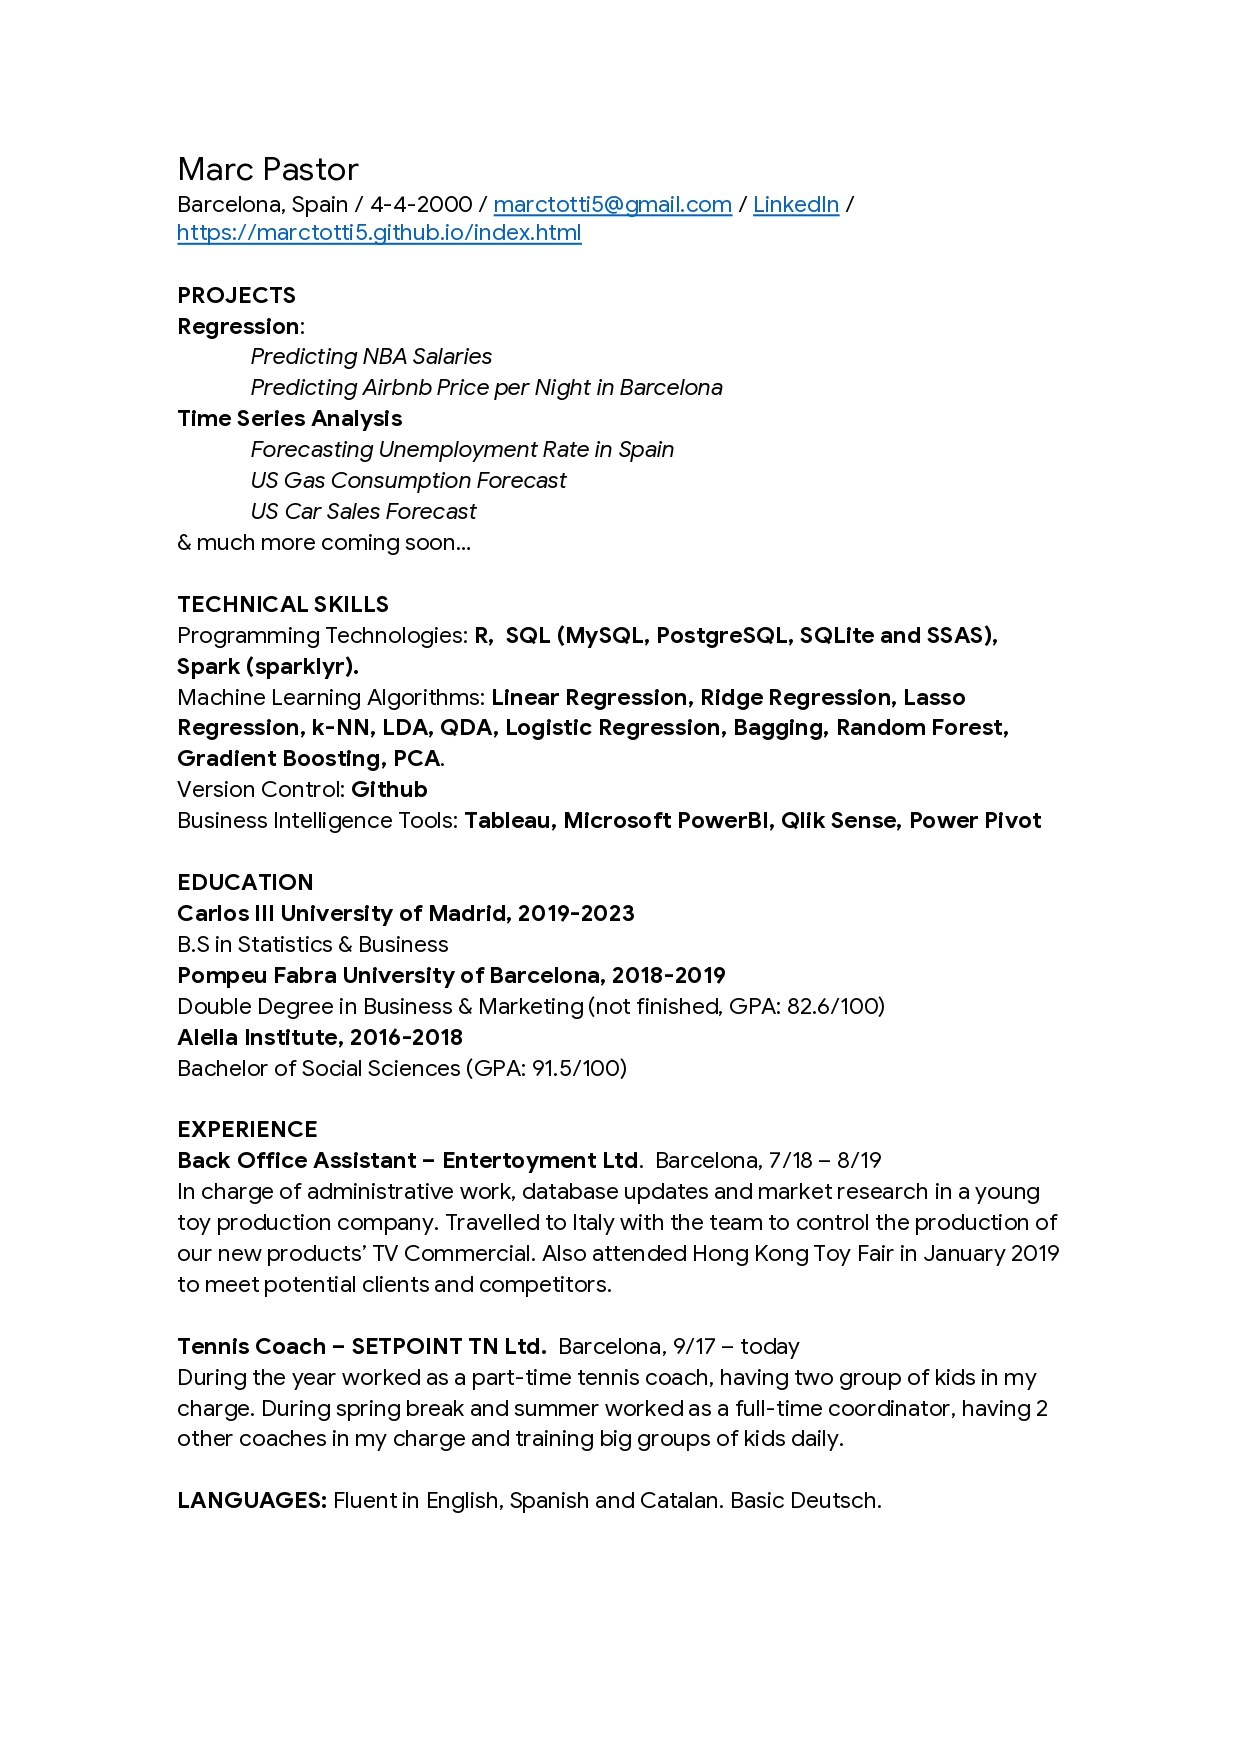 Marc Pastor
Barcelona, Spain / 4-4-2000 / marctotti5@gmail.com / LinkedIn /
https://marctotti5.github.io/index.html
PROJECTS
Regression:
Predicting NBA Salaries
Predicting Airbnb Price per Night in Barcelona
Time Series Analysis
Forecasting Unemployment Rate in Spain
US Gas Consumption Forecast
US Car Sales Forecast
& much more coming soon...
TECHNICAL SKILLS
Programming Technologies: R,  SQL (MySQL, PostgreSQL, SQLite and SSAS),
Spark (sparklyr).
Machine Learning Algorithms: Linear Regression, Ridge Regression, Lasso
Regression, k-NN, LDA, QDA, Logistic Regression, Bagging, Random Forest,
Gradient Boosting, PCA.
Version Control: Github
Business Intelligence Tools: Tableau, Microsoft PowerBI, Qlik Sense, Power Pivot
EDUCATION
Carlos III University of Madrid, 2019-2023
B.S in Statistics & Business
Pompeu Fabra University of Barcelona, 2018-2019
Double Degree in Business & Marketing (not finished, GPA: 82.6/100)
Alella Institute, 2016-2018
Bachelor of Social Sciences (GPA: 91.5/100)
EXPERIENCE
Back Office Assistant – Entertoyment Ltd.  Barcelona, 7/18 – 8/19
In charge of administrative work, database updates and market research in a young
toy production company. Travelled to Italy with the team to control the production of
our new products’ TV Commercial. Also attended Hong Kong Toy Fair in January 2019
to meet potential clients and competitors.
Tennis Coach – SETPOINT TN Ltd.  Barcelona, 9/17 – today
During the year worked as a part-time tennis coach, having two group of kids in my
charge. During spring break and summer worked as a full-time coordinator, having 2
other coaches in my charge and training big groups of kids daily.
LANGUAGES: Fluent in English, Spanish and Catalan. Basic Deutsch.